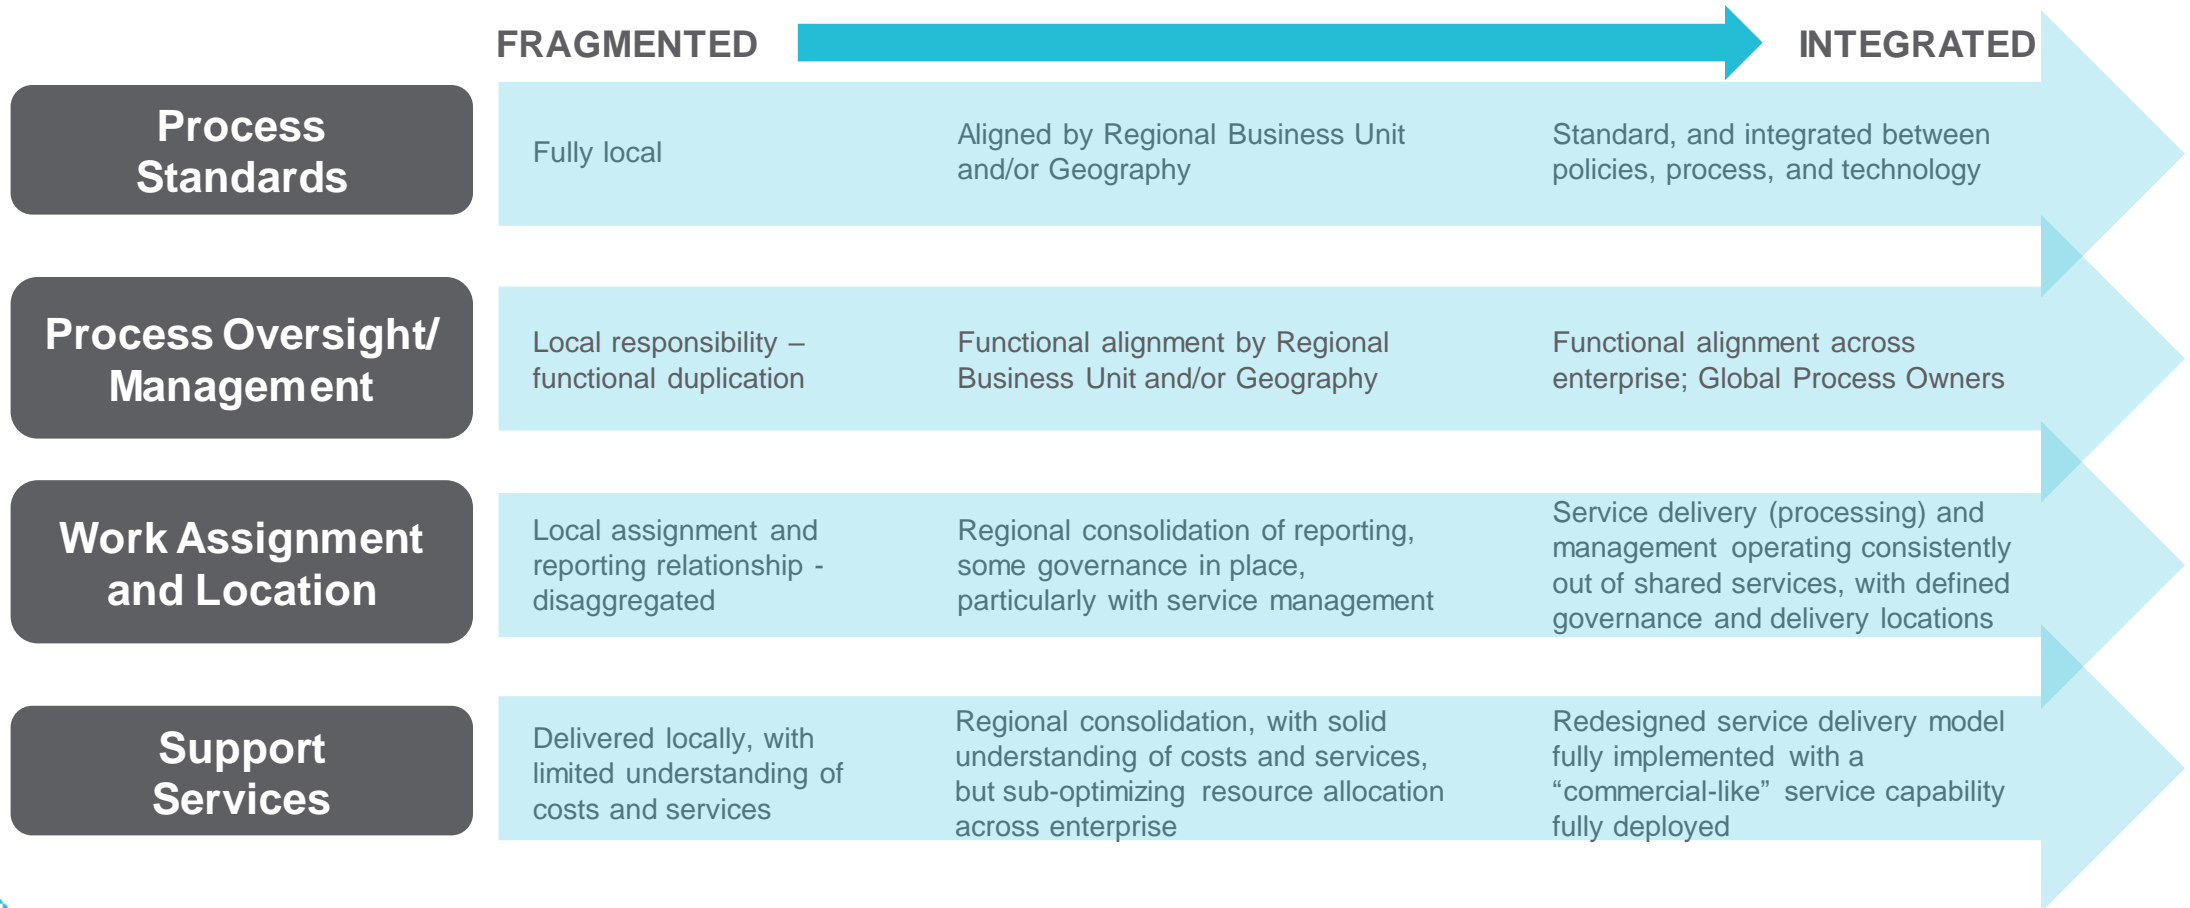 FRAGMENTED
INTEGRATED
Process
Standards
Fully local
Aligned by Regional Business Unit
and/or Geography
Standard, and integrated between
policies, process, and technology
Process Oversight/
Management
Local responsibility –
functional duplication
Functional alignment by Regional
Business Unit and/or Geography
Functional alignment across
enterprise; Global Process Owners
Work Assignment
and Location
Local assignment and
reporting relationship -
disaggregated
Regional consolidation of reporting,
some governance in place,
particularly with service management
Service delivery (processing) and
management operating consistently
out of shared services, with defined
governance and delivery locations
Support
Services
Delivered locally, with
limited understanding of
costs and services
Regional consolidation, with solid
understanding of costs and services,
but sub-optimizing resource allocation
across enterprise
Redesigned service delivery model
fully implemented with a
“commercial-like” service capability
fully deployed